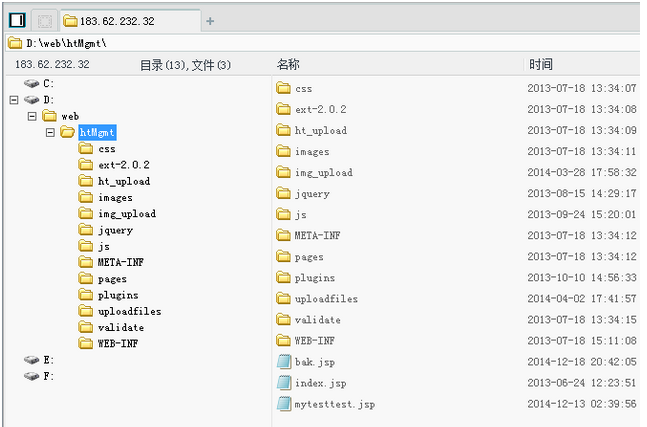 183.62.232.32
D:\web\htMgmt\
183.62.232.32 目录(13),文件(3) 名称 时间
C:
D:
web
htMgmt
css
ext-2.0.2
ht_upload
images
img_upload
jquery
js
META-INF
pages
plugins
uploadfiles
validate
WEB-INF
E:
F:
css 2013-07-18 13:34:07
ext-2.0.2 2013-07-18 13:34:08
ht_upload 2013-07-18 13:34:09
images 2013-07-18 13:34:11
img_upload 2014-03-28 17:58:32
jquery 2013-08-15 14:29:17
js 2013-09-24 15:20:01
META-INF 2013-07-18 13:34:12
pages 2013-07-18 13:34:12
plugins 2013-10-10 14:56:33
uploadfiles 2014-04-02 17:41:57
validate 2013-07-18 13:34:15
WEB-INF 2013-07-18 15:11:08
bak.jsp 2014-12-18 20:42:05
index.jsp 2013-06-24 12:23:51
mytesttest.jsp 2014-12-13 02:39:56